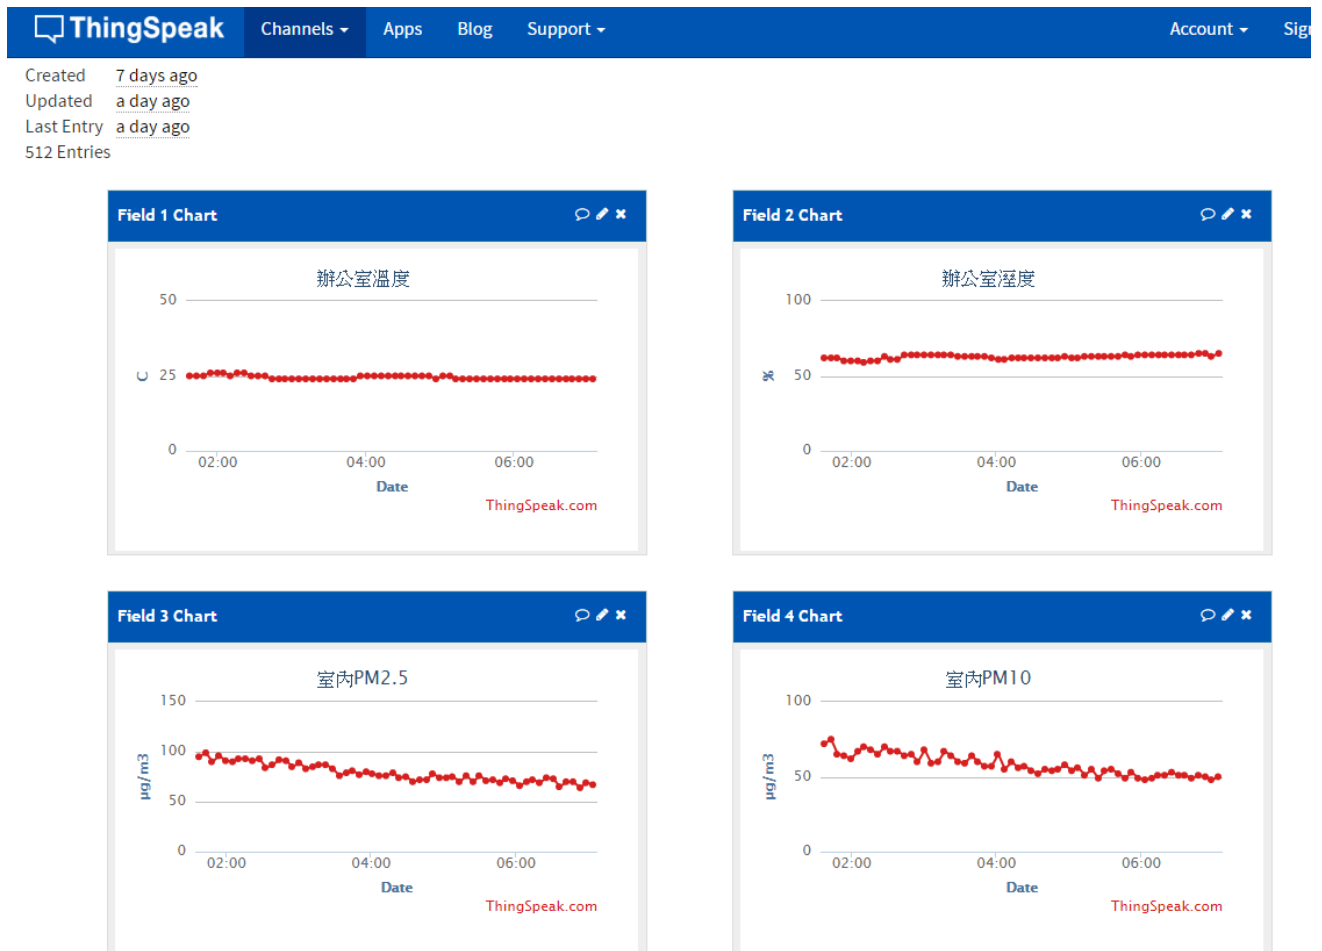 ThingSpeak Channels Apps Blog Support Account Sign
Created 7 days ago
Updated a day ago
Last Entry a day ago
512 Entries
Field 1 Chart
辦公室溫度
50
25
0
C
02:00 04:00 06:00
Date
ThingSpeak.com
Field 2 Chart
辦公室溼度
100
50
0
%
02:00 04:00 06:00
Date
ThingSpeak.com
Field 3 Chart
室內PM2.5
150
100
50
0
µg/m3
02:00 04:00 06:00
Date
ThingSpeak.com
Field 4 Chart
室內PM10
100
50
0
µg/m3
02:00 04:00 06:00
Date
ThingSpeak.com